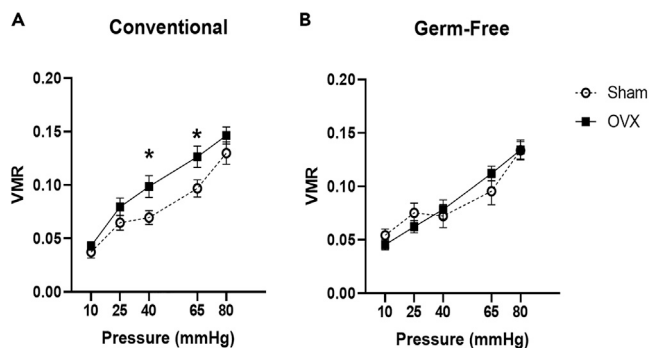 A
Conventional
B
Germ-Free
Sham
OVX
0.20
0.15
0.10
0.05
0.00
VMR
* *
10 25 40 65 80
Pressure (mmHg)
0.20
0.15
0.10
0.05
0.00
VMR
10 25 40 65 80
Pressure (mmHg)